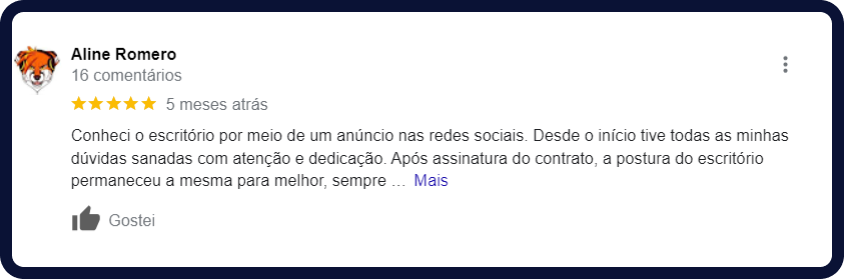 Aline Romero
16 comentários
5 meses atrás
Conheci o escritório por meio de um anúncio nas redes sociais. Desde o início tive todas as minhas
dúvidas sanadas com atenção e dedicação. Após assinatura do contrato, a postura do escritório
permaneceu a mesma para melhor, sempre … Mais
Gostei